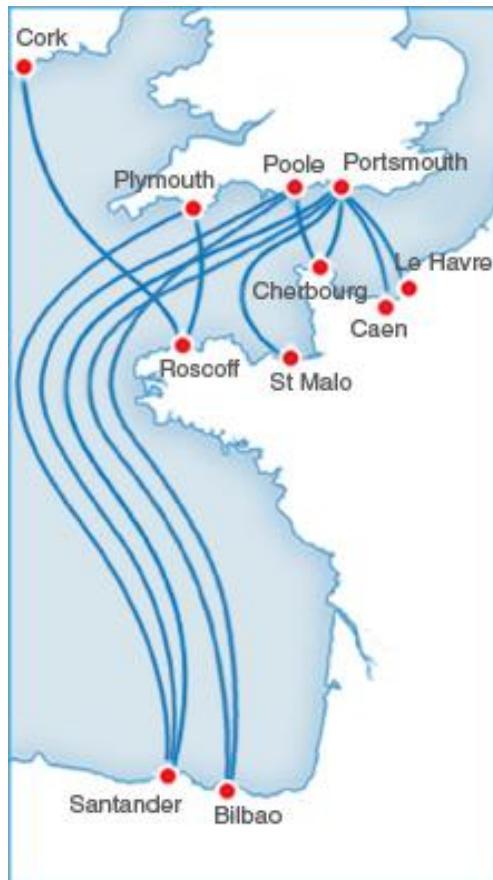 Cork
Poole
Portsmouth
Plymouth
Le Havre
Cherbourg
Caen
Roscoff
St Malo
Santander
Bilbao